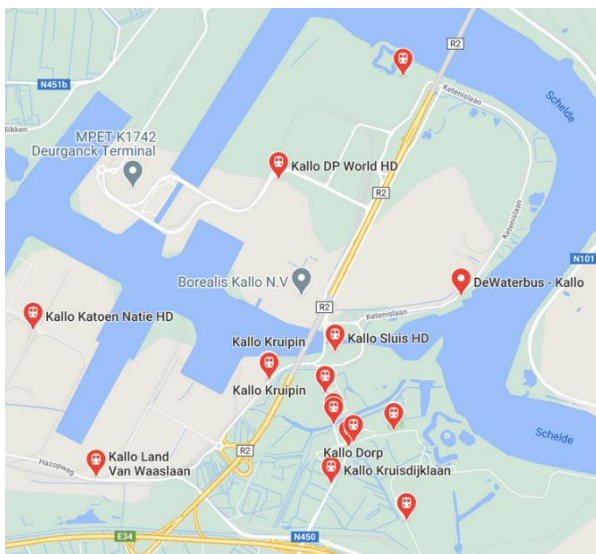 R2
N451b
Ketenislaan
Schelde
likken
MPET K1742
Deurganck Terminal
Kallo DP World HD
R2
Ketenislaan
N101
Borealis Kallo N.V
DeWaterbus - Kallo
R2
Kallo Katoen Natie HD
Ketenislaan
Kallo Sluis HD
Kallo Kruipin
Kallo Kruipin
Schelde
R2
Kallo Dorp
Kallo Land
Van Waaslaan
Hazopweg
Kallo Kruisdijklaan
E34
N450